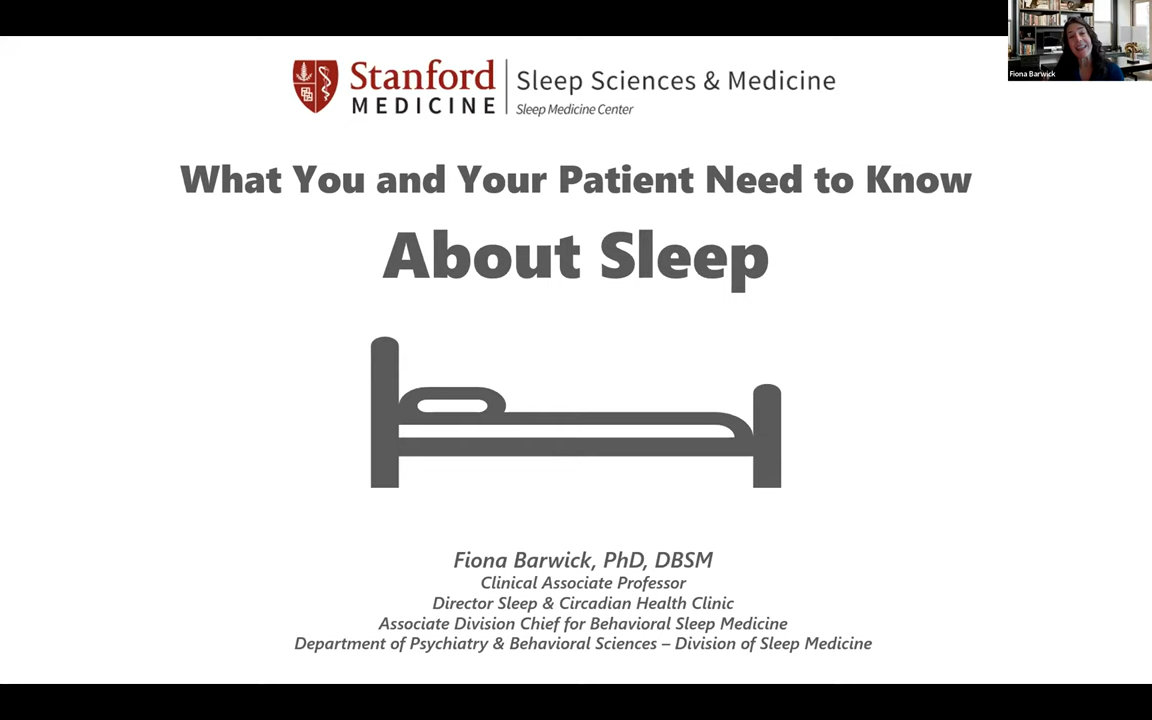 Stanford
MEDICINE
Sleep Sciences & Medicine
Sleep Medicine Center
Fiona Barwick
What You and Your Patient Need to Know
About Sleep
Fiona Barwick, PhD, DBSM
Clinical Associate Professor
Director Sleep & Circadian Health Clinic
Associate Division Chief for Behavioral Sleep Medicine
Department of Psychiatry & Behavioral Sciences – Division of Sleep Medicine